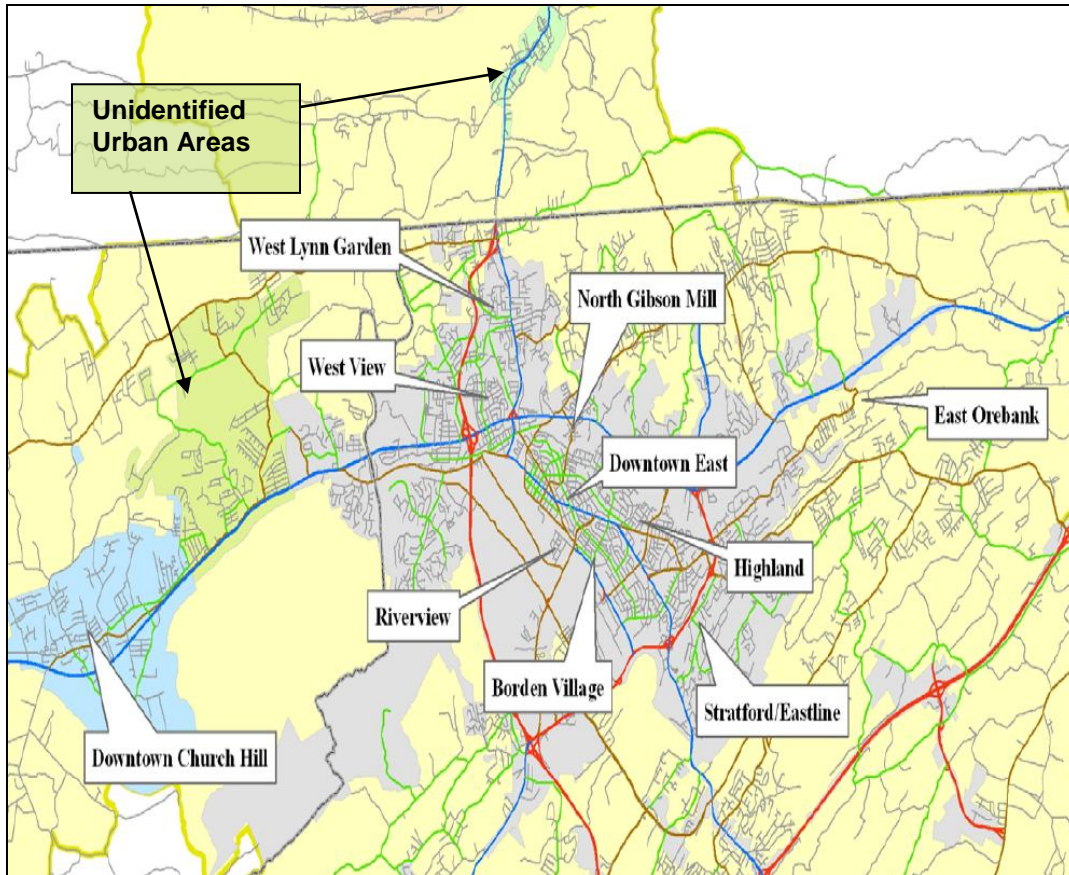 Unidentified
Urban Areas
West Lynn Garden
North Gibson Mill
West View
East Orebank
Downtown East
Highland
Riverview
Borden Village
Stratford/Eastline
Downtown Church Hill